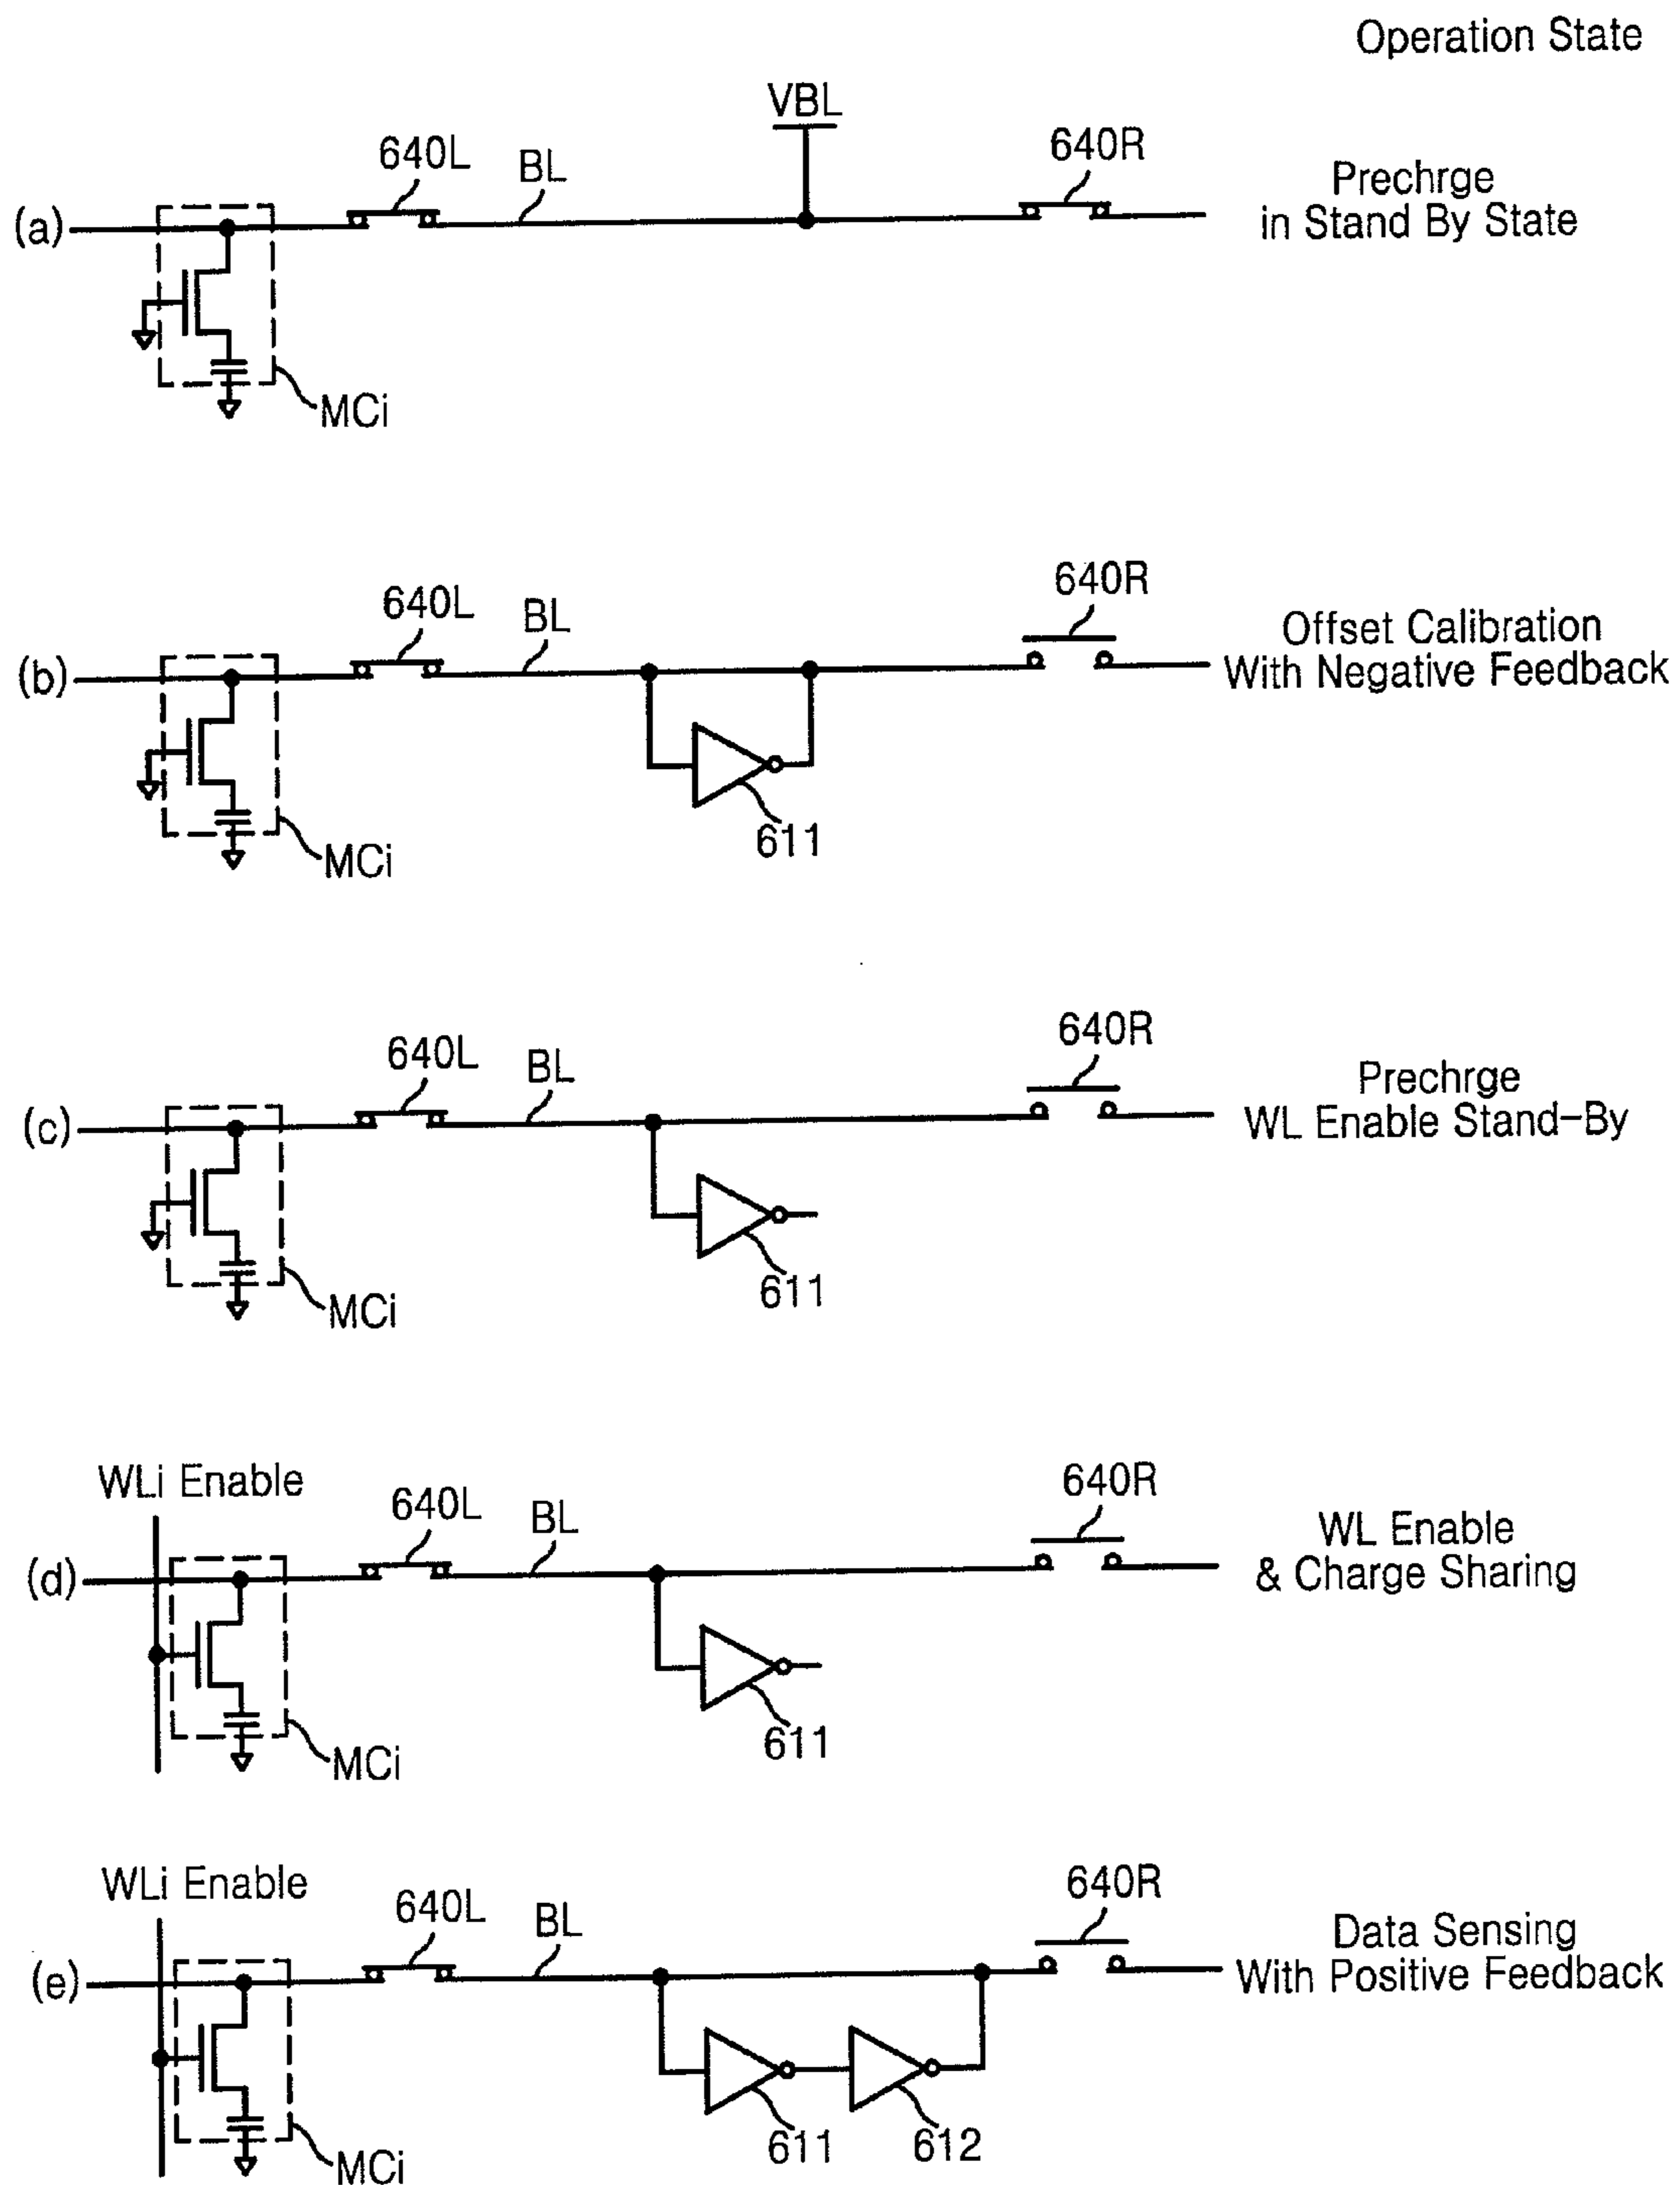 Operation State
VBL
640L
BL
640R
Prechrge
in Stand By State
(a)
MCi
640L
BL
640R
Offset Calibration
With Negative Feedback
(b)
611
MCi
640L
BL
640R
Prechrge
WL Enable Stand-By
(c)
611
MCi
WLi Enable
640L
BL
640R
WL Enable
& Charge Sharing
(d)
611
MCi
WLi Enable
640L
BL
640R
Data Sensing
With Positive Feedback
(e)
611
612
MCi